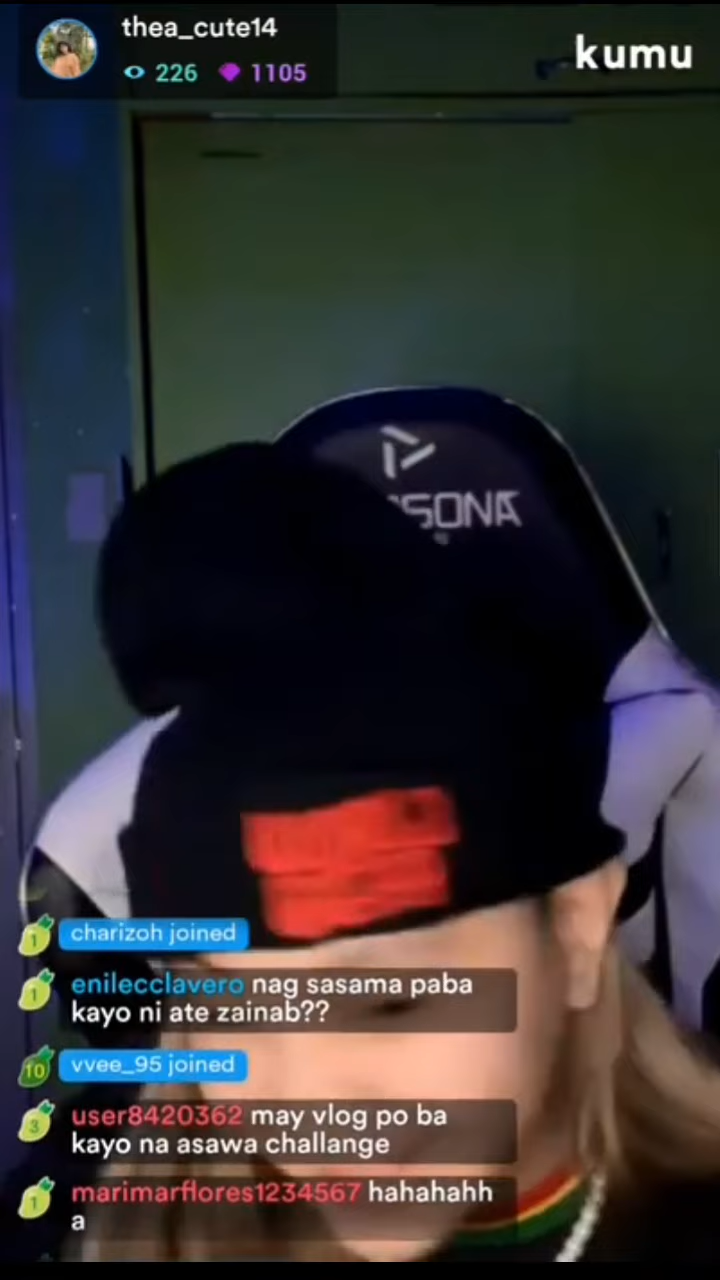 thea_cute14
kumu
226 1105
SONA
1 charizoh joined
1 enilecclavero nag sasama paba
kayo ni ate zainab??
10 vvee_95 joined
3 user8420362 may vlog po ba
kayo na asawa challange
1 marimarflores1234567 hahahahh
a